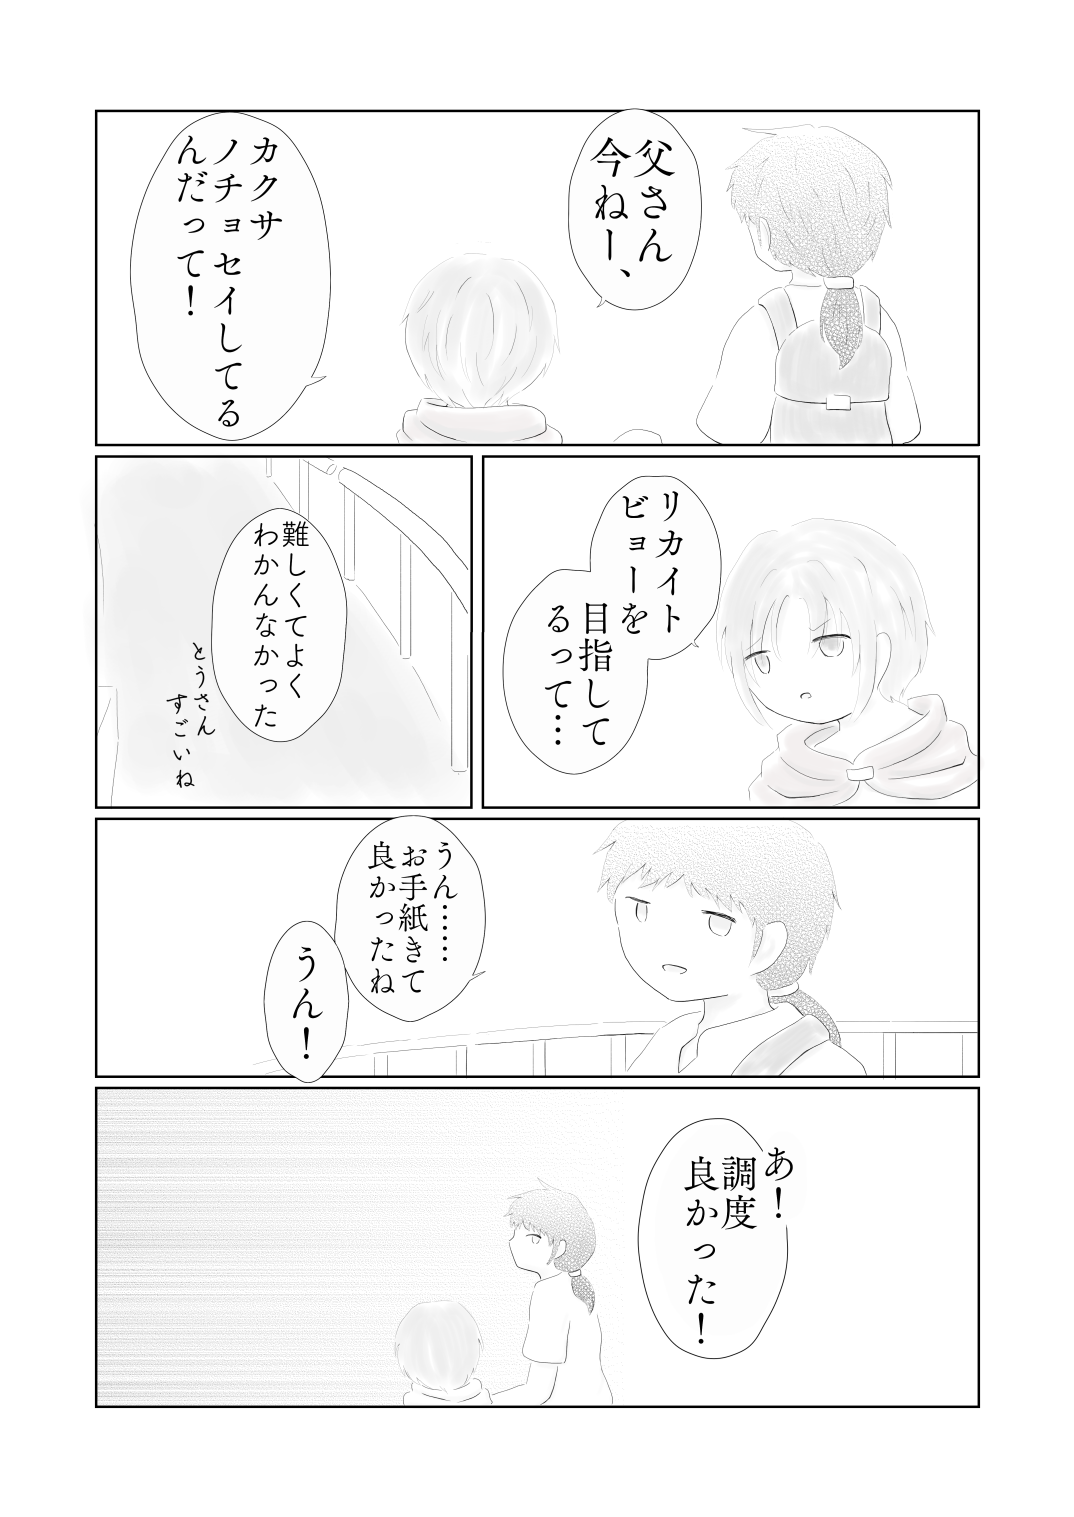 父さん
今ねー、
カクサ
ノチョセイしてる
んだって！
リカイト
ビョーを
目指して
るって…
難しくてよく
わかんなかった
とうさん
すごいね
うん……
お手紙きて
良かったね
うん！
あ！
調度
良かった！